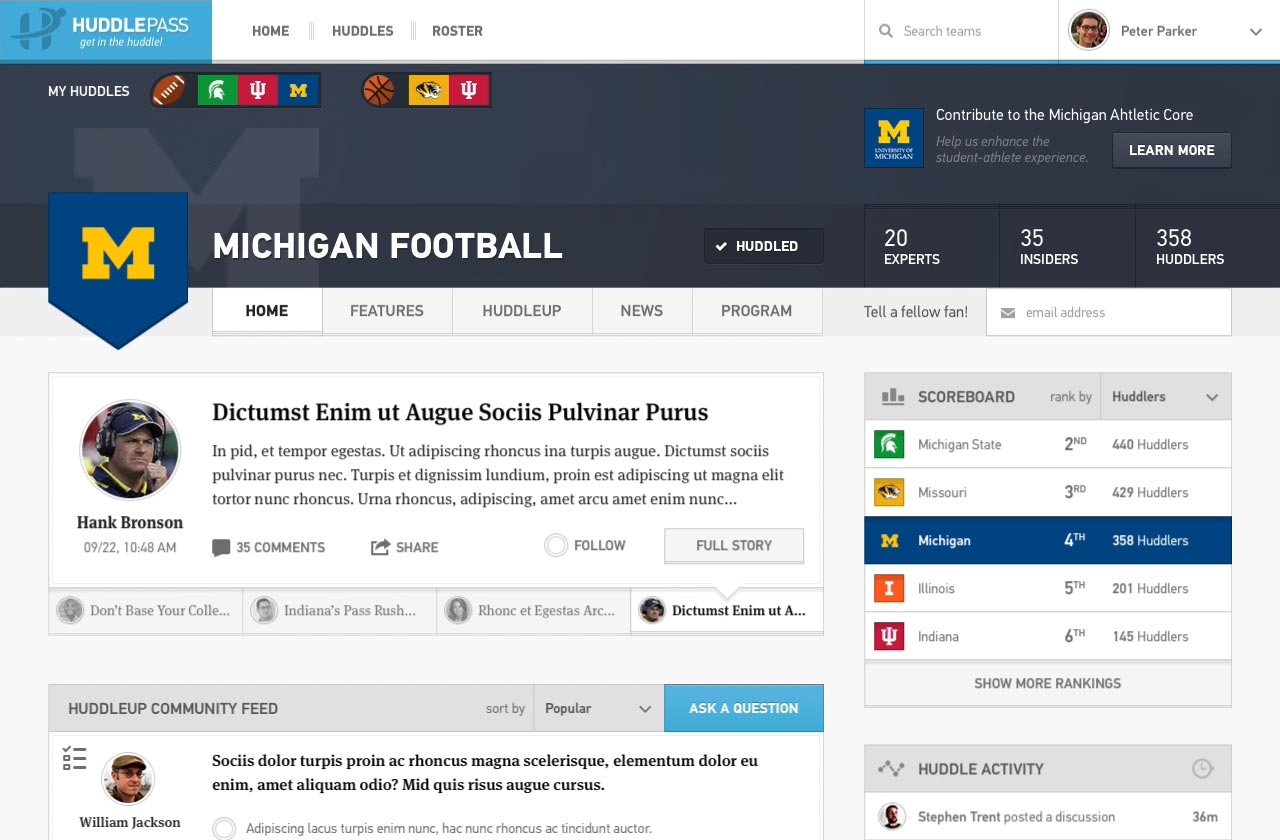 HUDDLEPASS
get in the huddle!
HOME
HUDDLES
ROSTER
Search teams
Peter Parker
MY HUDDLES
Contribute to the Michigan Ahtletic Core
UNIVERSITY OF
MICHIGAN
Help us enhance the
student-athlete experience.
LEARN MORE
MICHIGAN FOOTBALL
HUDDLED
20
EXPERTS
35
INSIDERS
358
HUDDLERS
HOME
FEATURES
HUDDLEUP
NEWS
PROGRAM
Tell a fellow fan!
email address
Dictumst Enim ut Augue Sociis Pulvinar Purus
In pid, et tempor egestas. Ut adipiscing rhoncus ina turpis augue. Dictumst sociis
pulvinar purus nec. Turpis et dignissim lundium, proin est adipiscing ut magna elit
tortor nunc rhoncus. Urna rhoncus, adipiscing, amet arcu amet enim nunc...
Hank Bronson
09/22, 10:48 AM
35 COMMENTS
SHARE
FOLLOW
FULL STORY
Don't Base Your Colle...
Indiana's Pass Rush...
Rhonc et Egestas Arc...
Dictumst Enim ut A...
SCOREBOARD
rank by
Huddlers
Michigan State 2ND 440 Huddlers
Missouri 3RD 429 Huddlers
Michigan 4TH 358 Huddlers
Illinois 5TH 201 Huddlers
Indiana 6TH 145 Huddlers
SHOW MORE RANKINGS
HUDDLEUP COMMUNITY FEED
sort by
Popular
ASK A QUESTION
Sociis dolor turpis proin ac rhoncus magna scelerisque, elementum dolor eu
enim, amet aliquam odio? Mid quis risus augue cursus.
William Jackson
Adipiscing lacus turpis enim nunc, hac nunc rhoncus ac tincidunt auctor.
HUDDLE ACTIVITY
Stephen Trent posted a discussion 36m